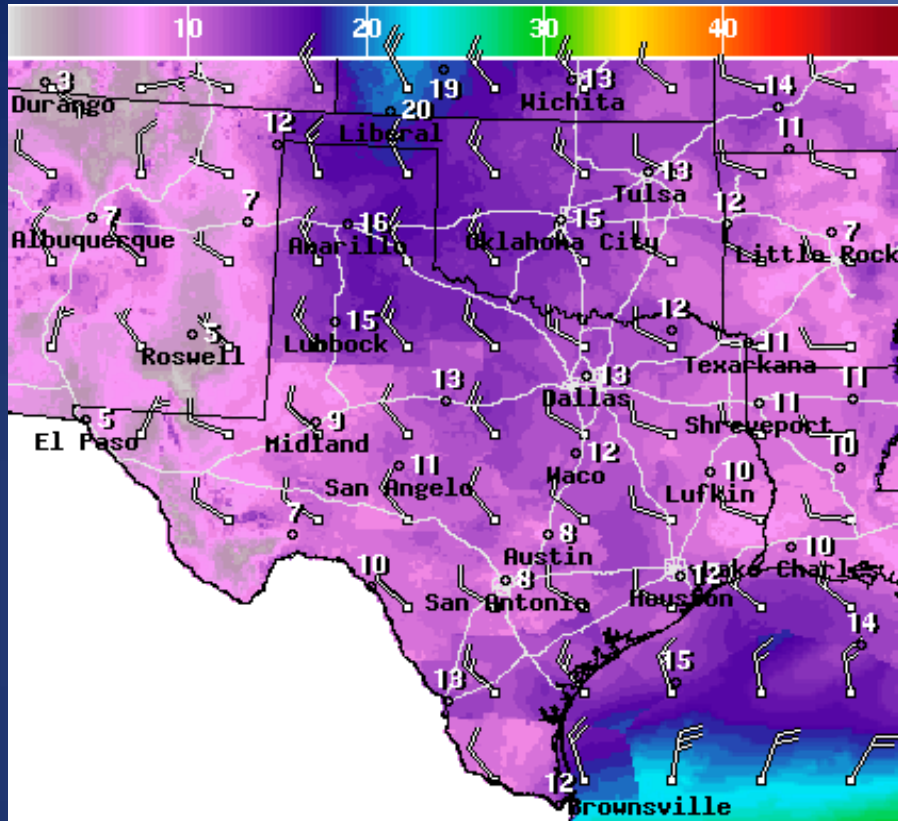 10 20 30 40
3 19 13
Durango Wichita 14
20
Liberal
12 11
13
Tulsa
7 7 16 15 12 7
Albuquerque Amarillo Oklahoma City Little Rock
5 15 12 11
Roswell Lubbock Texarkana
13 13 11
Dallas
5 9 11
El Paso Midland Shreveport
12
11 Waco 10 10
San Angelo Lufkin
7 8 10
Austin
10 8 12 Lake Charles
San Antonio Houston
14
15
13
12
Brownsville